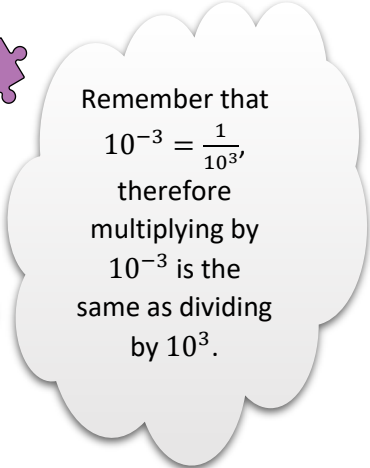 Remember that
10⁻³ = 1/10³,
therefore
multiplying by
10⁻³ is the
same as dividing
by 10³.